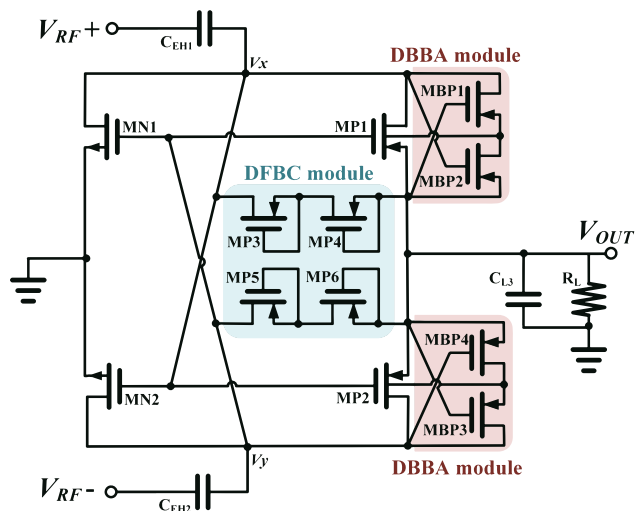 V_RF+
C_EH1
Vx
DBBA module
MBP1
MN1
MP1
MBP2
DFBC module
MP3
MP4
V_OUT
MP5
MP6
C_L3
R_L
MBP4
MN2
MP2
MBP3
Vy
DBBA module
V_RF-
C_EH2